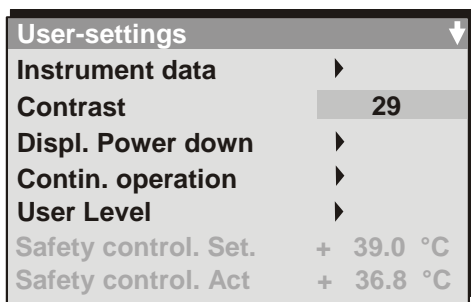 User-settings
Instrument data
Contrast 29
Displ. Power down
Contin. operation
User Level
Safety control. Set. + 39.0 °C
Safety control. Act + 36.8 °C